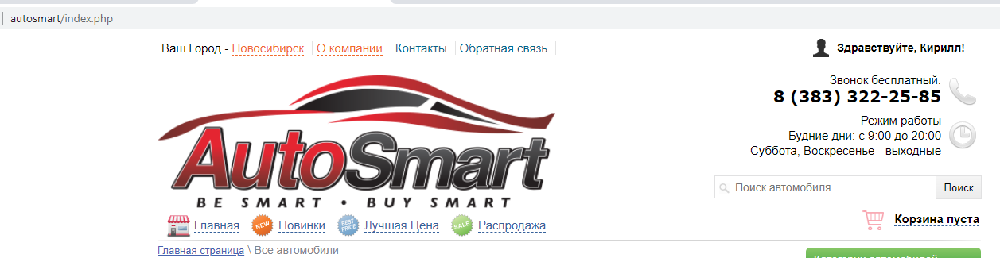 autosmart/index.php
Ваш Город - Новосибирск
О компании
Контакты
Обратная связь
Здравствуйте, Кирилл!
Звонок бесплатный.
8 (383) 322-25-85
Режим работы
Будние дни: с 9:00 до 20:00
Суббота, Воскресенье - выходные
AutoSmart
BE SMART • BUY SMART
Поиск автомобиля
Поиск
Корзина пуста
Главная
NEW
Новинки
BEST PRICE
Лучшая Цена
SALE
Распродажа
Главная страница \ Все автомобили